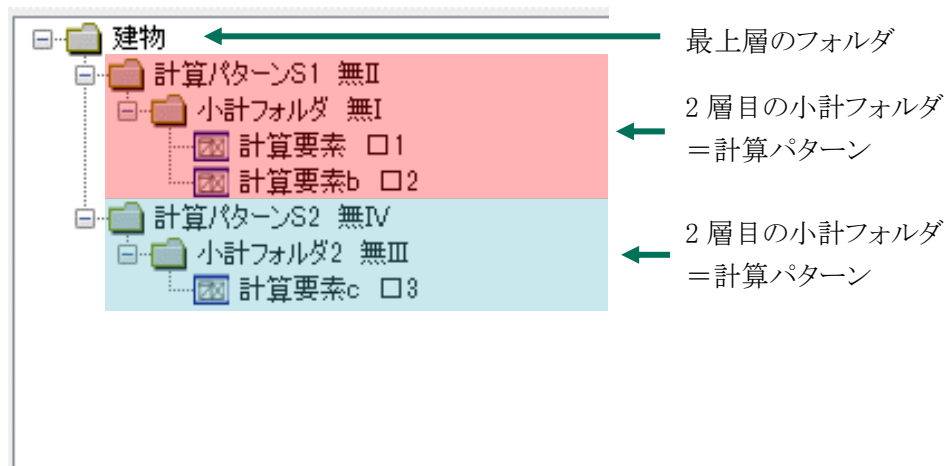 建物
最上層のフォルダ
計算パターンS1 無Ⅱ
小計フォルダ 無Ⅰ
計算要素 口1
計算要素b 口2
2 層目の小計フォルダ
＝計算パターン
計算パターンS2 無Ⅳ
小計フォルダ2 無Ⅲ
計算要素c 口3
2 層目の小計フォルダ
＝計算パターン